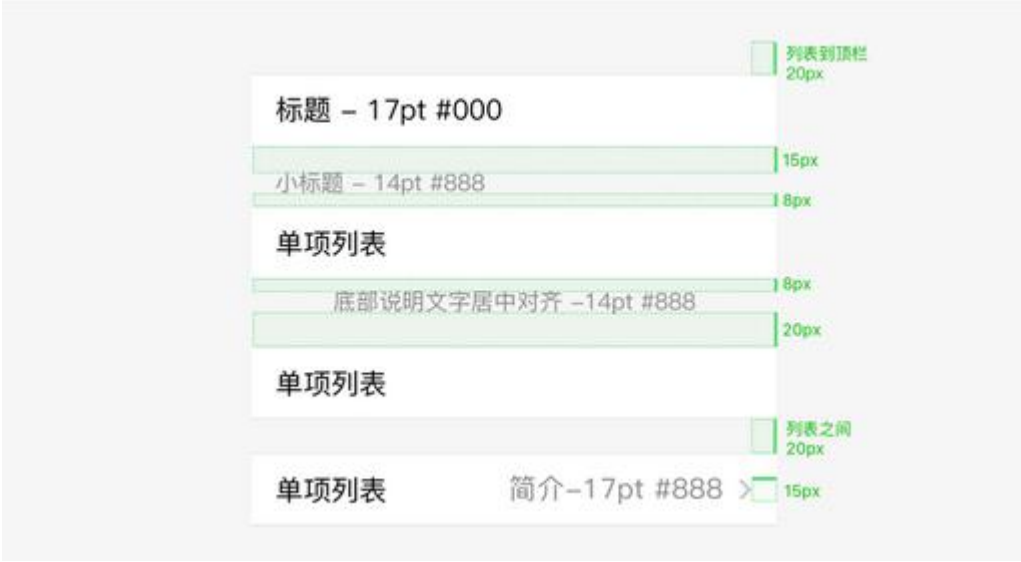 列表到顶栏
20px
标题 – 17pt #000
15px
小标题 – 14pt #888
8px
单项列表
8px
底部说明文字居中对齐 –14pt #888
20px
单项列表
列表之间
20px
单项列表 简介–17pt #888 >
15px